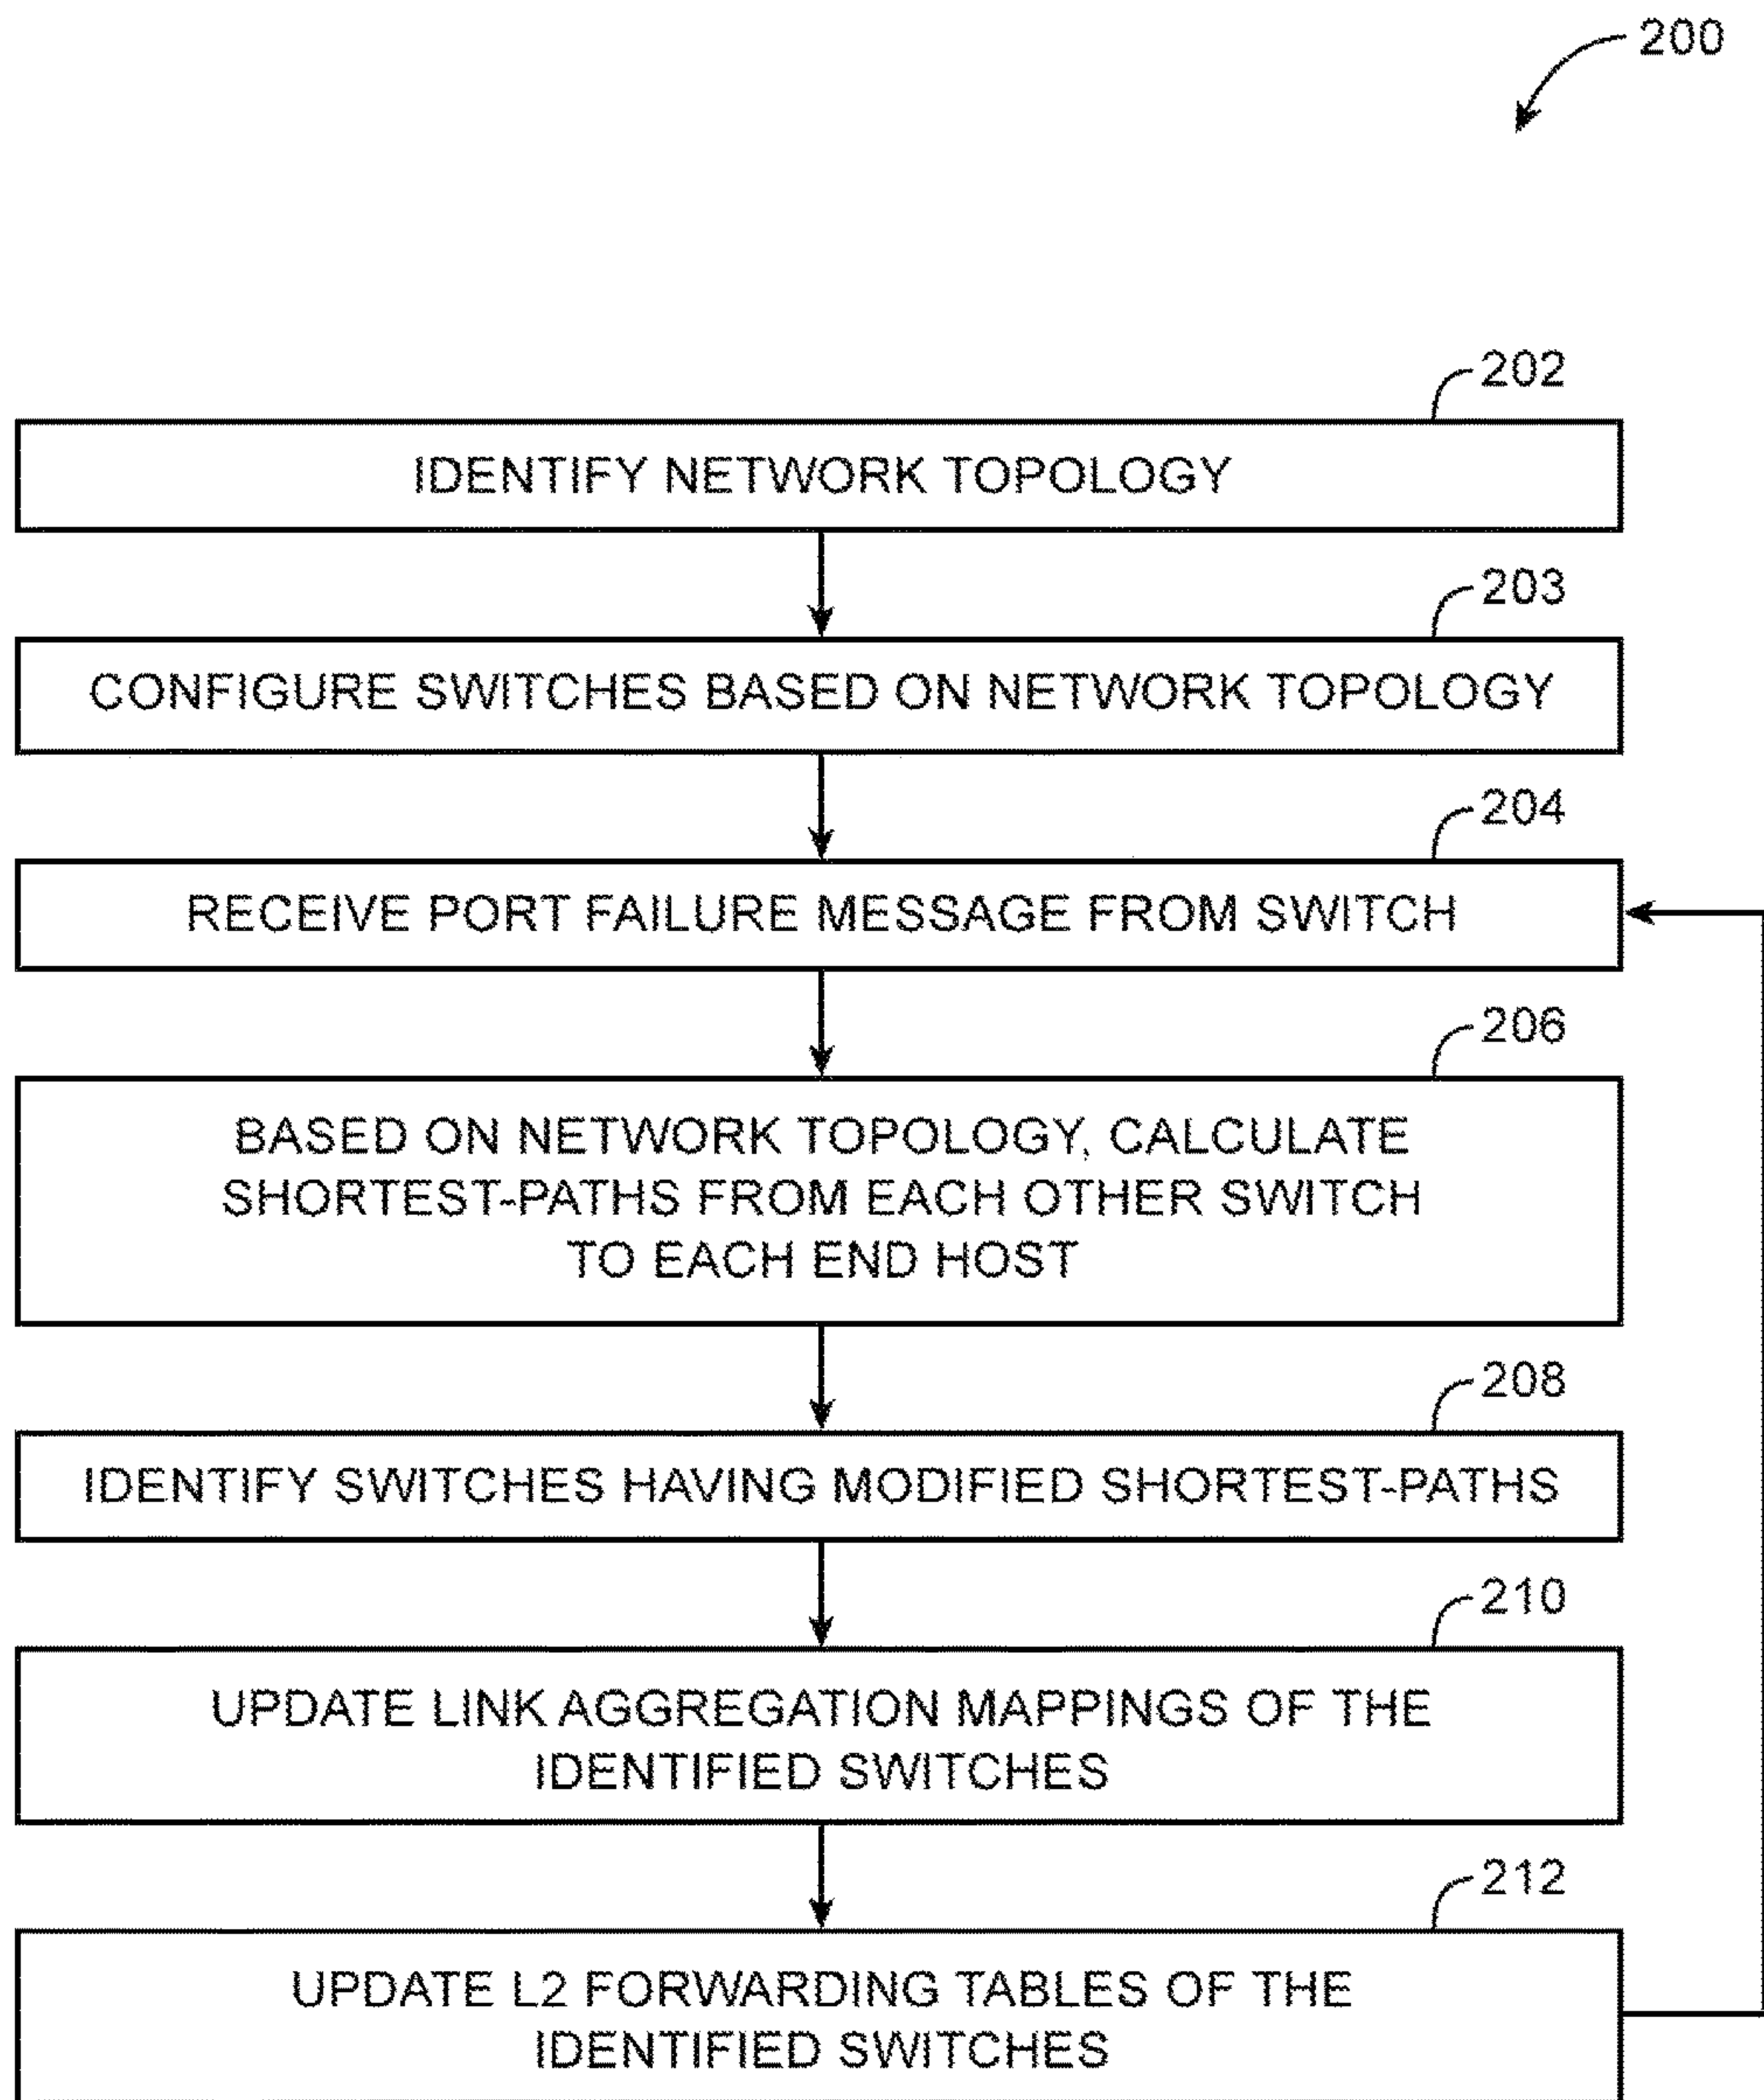 200
202
IDENTIFY NETWORK TOPOLOGY
203
CONFIGURE SWITCHES BASED ON NETWORK TOPOLOGY
204
RECEIVE PORT FAILURE MESSAGE FROM SWITCH
206
BASED ON NETWORK TOPOLOGY, CALCULATE
SHORTEST-PATHS FROM EACH OTHER SWITCH
TO EACH END HOST
208
IDENTIFY SWITCHES HAVING MODIFIED SHORTEST-PATHS
210
UPDATE LINK AGGREGATION MAPPINGS OF THE
IDENTIFIED SWITCHES
212
UPDATE L2 FORWARDING TABLES OF THE
IDENTIFIED SWITCHES